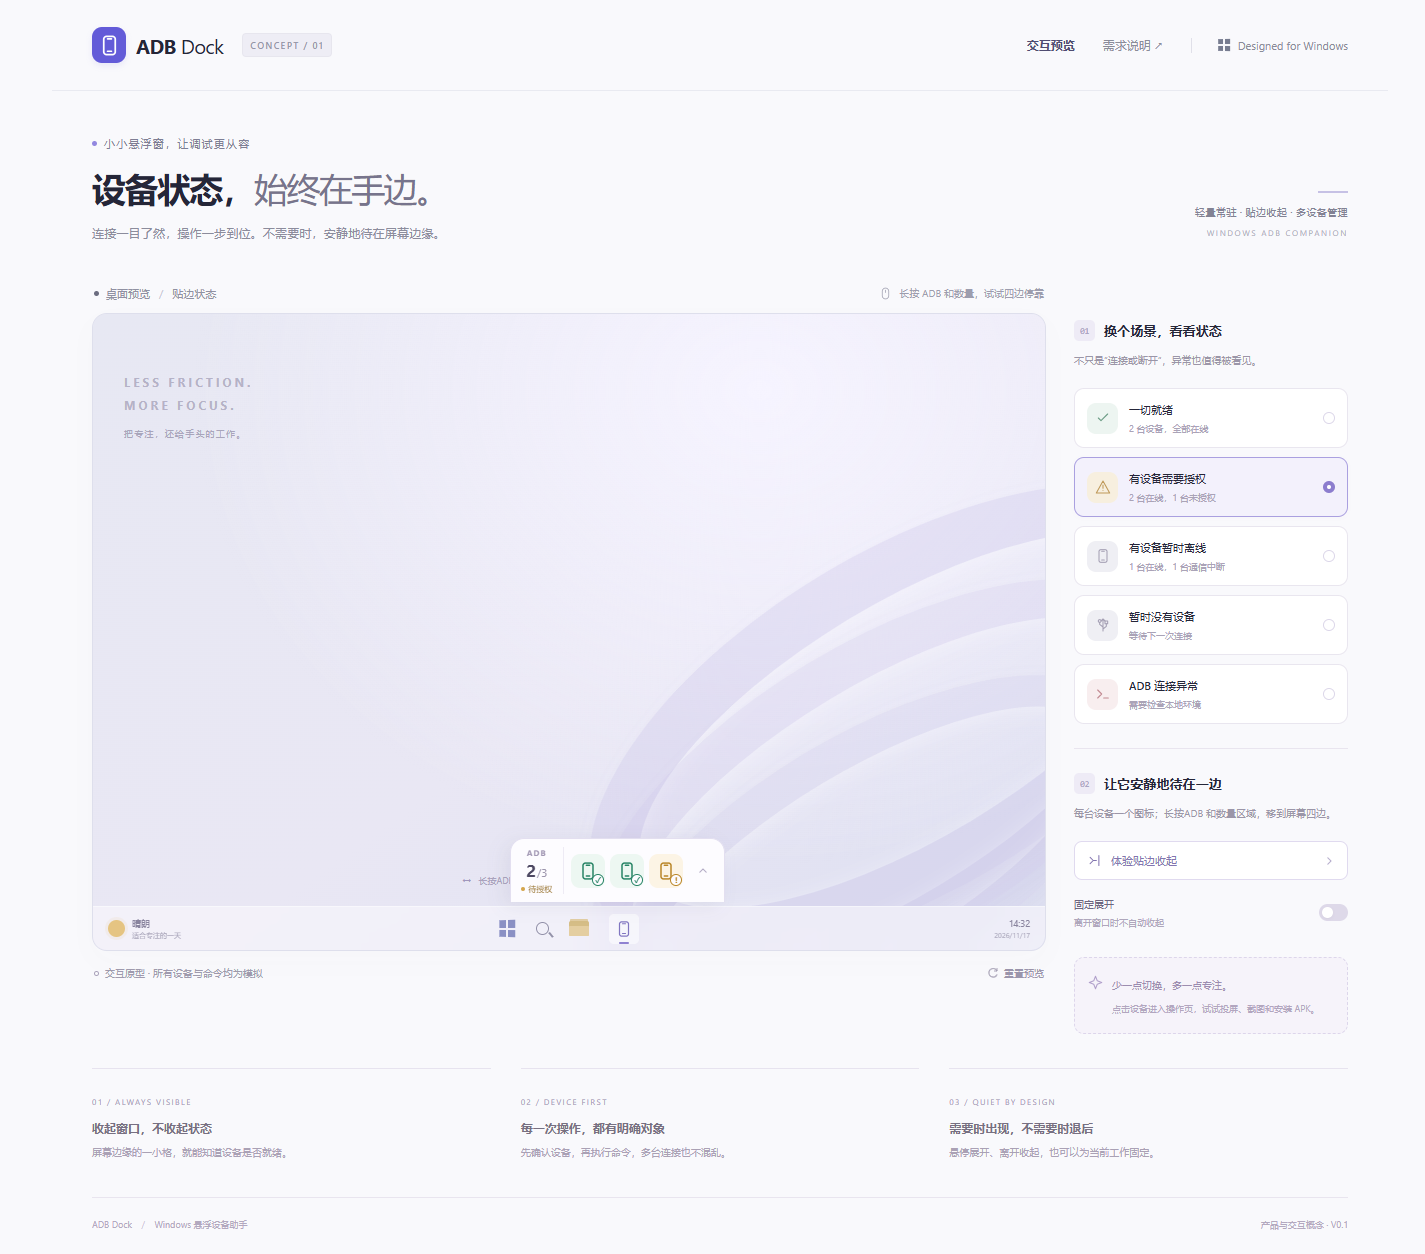 ADB Dock
CONCEPT / 01
交互预览
需求说明 ↗
Designed for Windows
小小悬浮窗，让调试更从容
设备状态，始终在手边。
连接一目了然，操作一步到位。不需要时，安静地待在屏幕边缘。
轻量常驻 · 贴边收起 · 多设备管理
WINDOWS ADB COMPANION
桌面预览 / 贴边状态
长按 ADB 和数量，试试四边停靠
LESS FRICTION.
MORE FOCUS.
把专注，还给手头的工作。
长按AD
ADB
2/3
待授权
晴朗
适合专注的一天
14:32
2026/11/17
交互原型 · 所有设备与命令均为模拟
重置预览
01
换个场景，看看状态
不只是“连接或断开”，异常也值得被看见。
一切就绪
2 台设备，全部在线
有设备需要授权
2 台在线，1 台未授权
有设备暂时离线
1 台在线，1 台通信中断
暂时没有设备
等待下一次连接
ADB 连接异常
需要检查本地环境
02
让它安静地待在一边
每台设备一个图标；长按ADB 和数量区域，移到屏幕四边。
体验贴边收起
固定展开
离开窗口时不自动收起
少一点切换，多一点专注。
点击设备进入操作页，试试投屏、截图和安装 APK。
01 / ALWAYS VISIBLE
收起窗口，不收起状态
屏幕边缘的一小格，就能知道设备是否就绪。
02 / DEVICE FIRST
每一次操作，都有明确对象
先确认设备，再执行命令，多台连接也不混乱。
03 / QUIET BY DESIGN
需要时出现，不需要时退后
悬停展开、离开收起，也可以为当前工作固定。
ADB Dock / Windows 悬浮设备助手
产品与交互概念 · V0.1